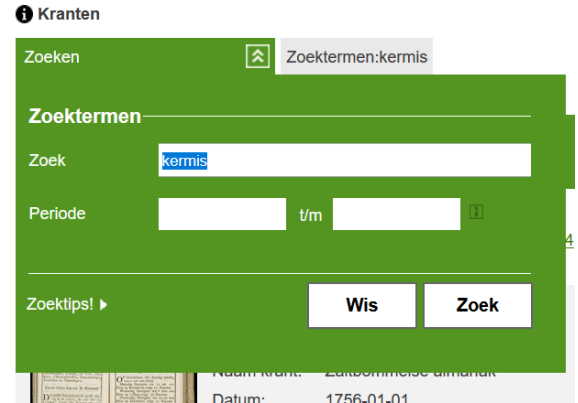 Kranten
Zoeken
Zoektermen:kermis
Zoektermen
Zoek kermis
Periode t/m
4
Zoektips! Wis Zoek
Naam krant: Zaltbommelse almanak
Datum: 1756-01-01